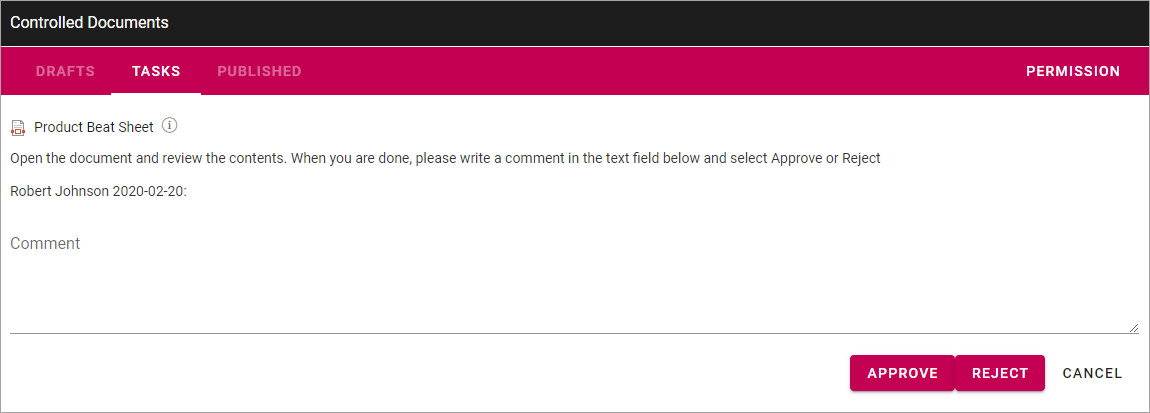 Controlled Documents
DRAFTS TASKS PUBLISHED PERMISSION
Product Beat Sheet
Open the document and review the contents. When you are done, please write a comment in the text field below and select Approve or Reject
Robert Johnson 2020-02-20:
Comment
APPROVE REJECT CANCEL